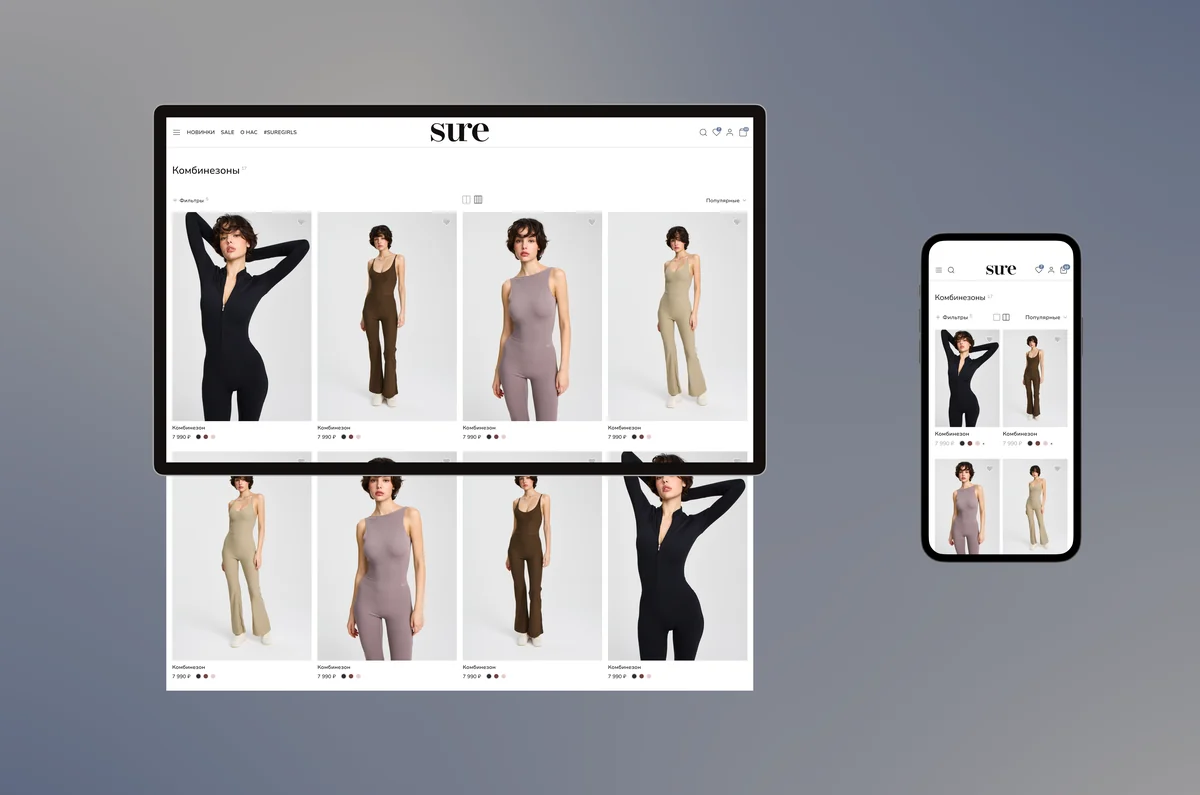 НОВИНКИ SALE О НАС #SUREGIRLS
sure
Комбинезоны
Фильтры
Популярные
Комбинезон
7 990 ₽
Комбинезон
7 990 ₽
Комбинезон
7 990 ₽
Комбинезон
7 990 ₽
Комбинезон
7 990 ₽
Комбинезон
7 990 ₽
Комбинезон
7 990 ₽
Комбинезон
7 990 ₽
sure
Комбинезоны
Фильтры
Популярные
Комбинезон
7 990 ₽
Комбинезон
7 990 ₽